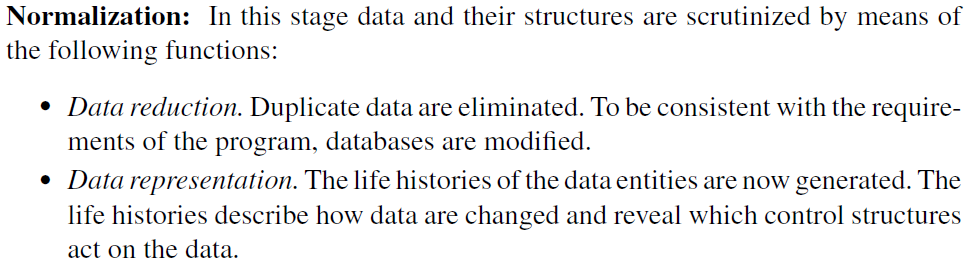 Normalization: In this stage data and their structures are scrutinized by means of
the following functions:
• Data reduction. Duplicate data are eliminated. To be consistent with the require-
ments of the program, databases are modified.
• Data representation. The life histories of the data entities are now generated. The
life histories describe how data are changed and reveal which control structures
act on the data.